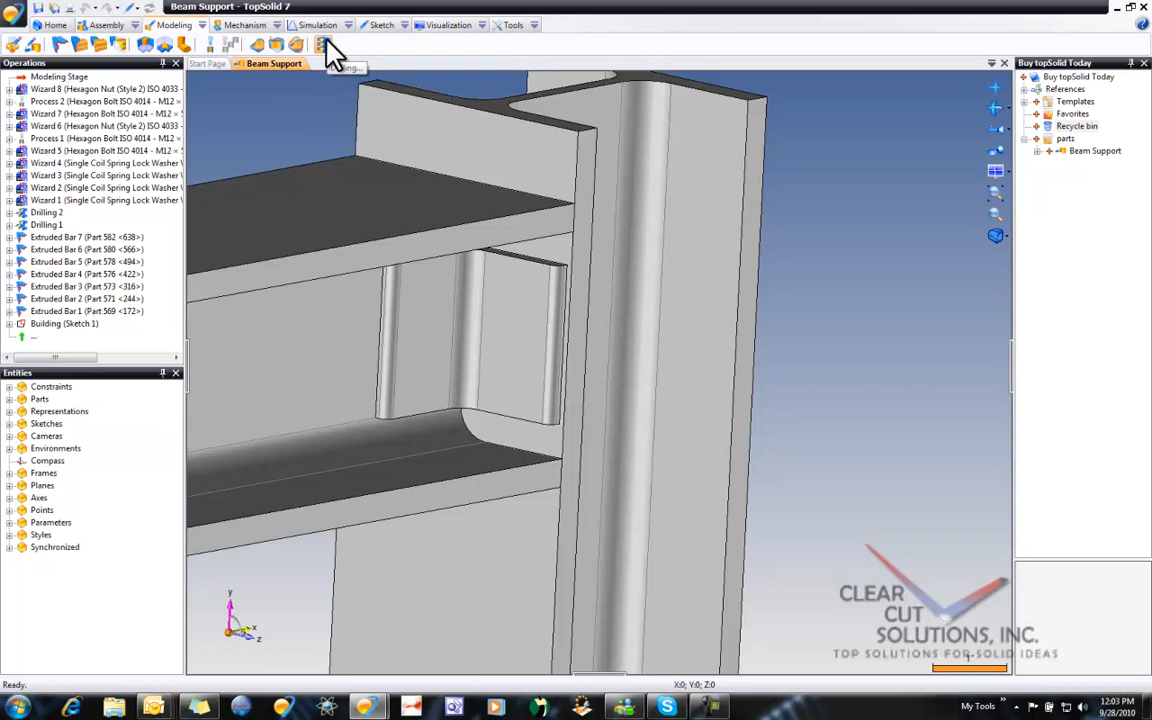 Beam Support - TopSolid 7
Home
Assembly
Modeling
Mechanism
Simulation
Sketch
Visualization
Tools
Operations
Start Page
Beam Support
Buy topSolid Today
Modeling Stage
Wizard 8 (Hexagon Nut (Style 2) ISO 4033
Process 2 (Hexagon Bolt ISO 4014 - M12 ×
Wizard 7 (Hexagon Bolt ISO 4014 - M12 ×
Wizard 6 (Hexagon Nut (Style 2) ISO 4033
Process 1 (Hexagon Bolt ISO 4014 - M12 ×
Wizard 5 (Hexagon Bolt ISO 4014 - M12 ×
Wizard 4 (Single Coil Spring Lock Washer
Wizard 3 (Single Coil Spring Lock Washer
Wizard 2 (Single Coil Spring Lock Washer
Wizard 1 (Single Coil Spring Lock Washer
Drilling 2
Drilling 1
Extruded Bar 7 (Part 582 <638>)
Extruded Bar 6 (Part 580 <566>)
Extruded Bar 5 (Part 578 <494>)
Extruded Bar 4 (Part 576 <422>)
Extruded Bar 3 (Part 573 <316>)
Extruded Bar 2 (Part 571 <244>)
Extruded Bar 1 (Part 569 <172>)
Building (Sketch 1)
...
Entities
Constraints
Parts
Representations
Sketches
Cameras
Environments
Compass
Frames
Planes
Axes
Points
Parameters
Styles
Synchronized
Buy topSolid Today
References
Templates
Favorites
Recycle bin
parts
Beam Support
y
x
z
CLEAR
CUT
SOLUTIONS, INC.
TOP SOLUTIONS FOR SOLID IDEAS
Ready.
X:0; Y:0; Z:0
My Tools
12:03 PM
9/28/2010